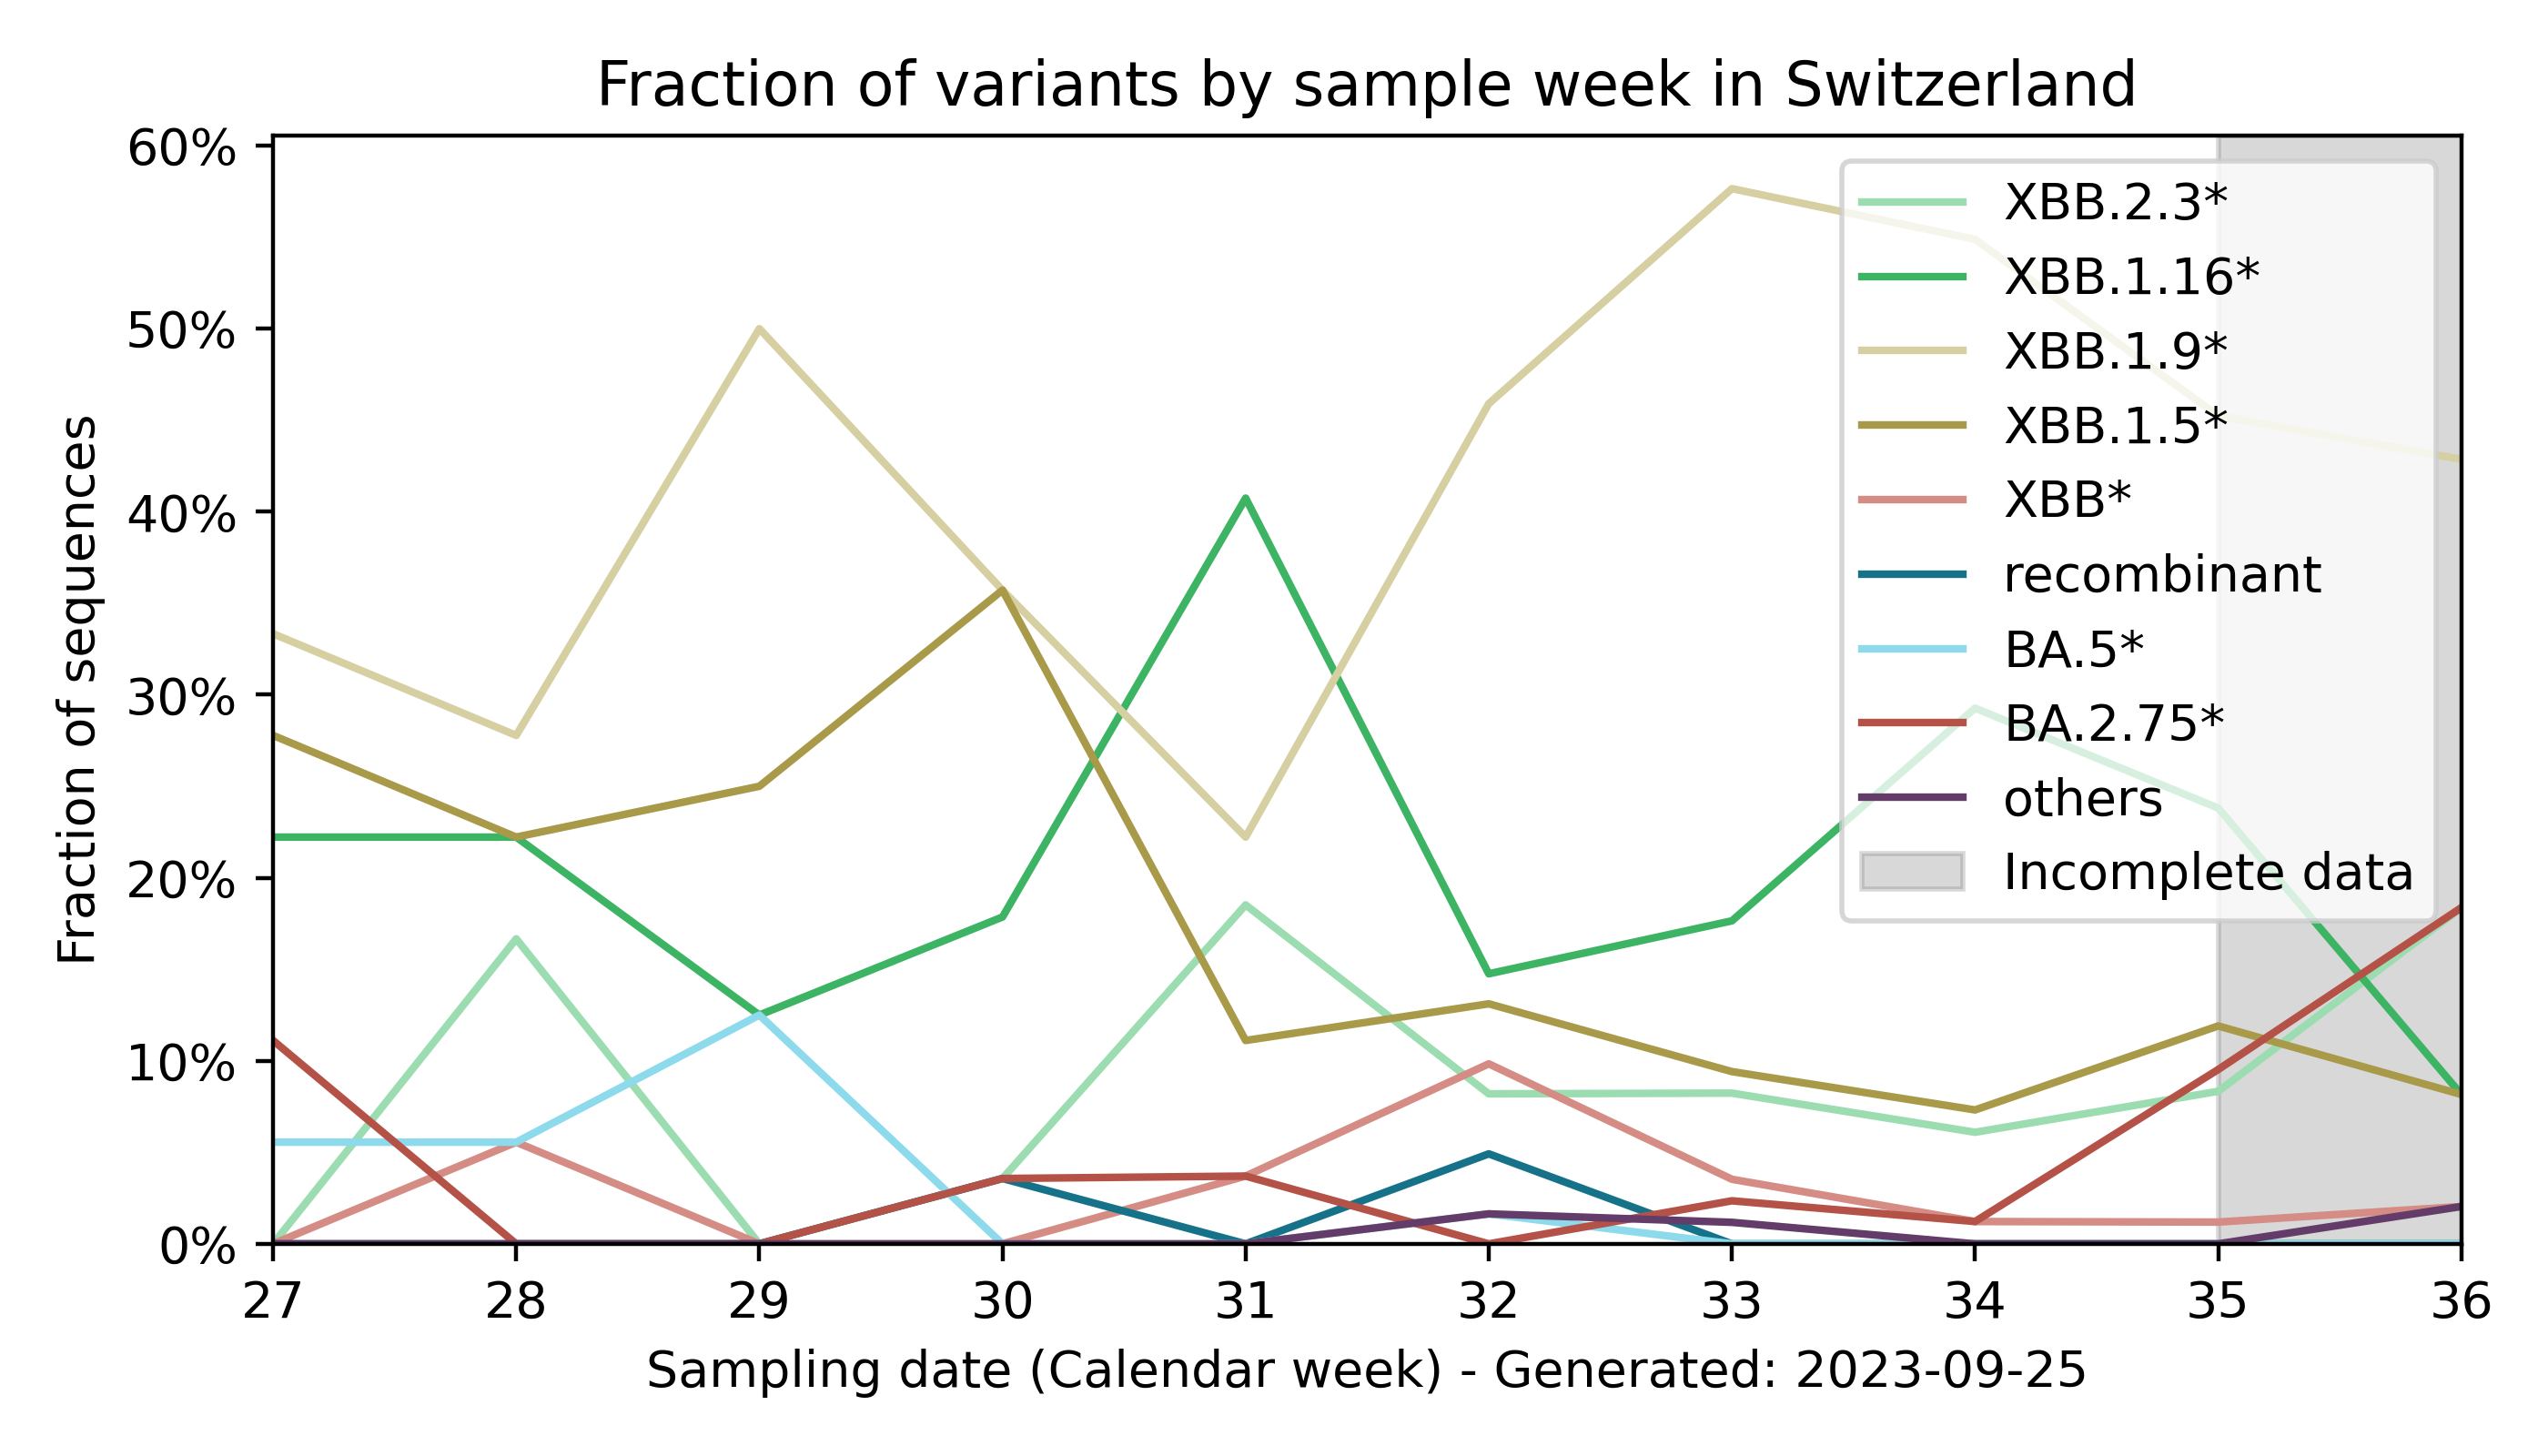 Fraction of variants by sample week in Switzerland
60%
50%
40%
30%
20%
10%
0%
Fraction of sequences
XBB.2.3*
XBB.1.16*
XBB.1.9*
XBB.1.5*
XBB*
recombinant
BA.5*
BA.2.75*
others
Incomplete data
27 28 29 30 31 32 33 34 35 36
Sampling date (Calendar week) - Generated: 2023-09-25